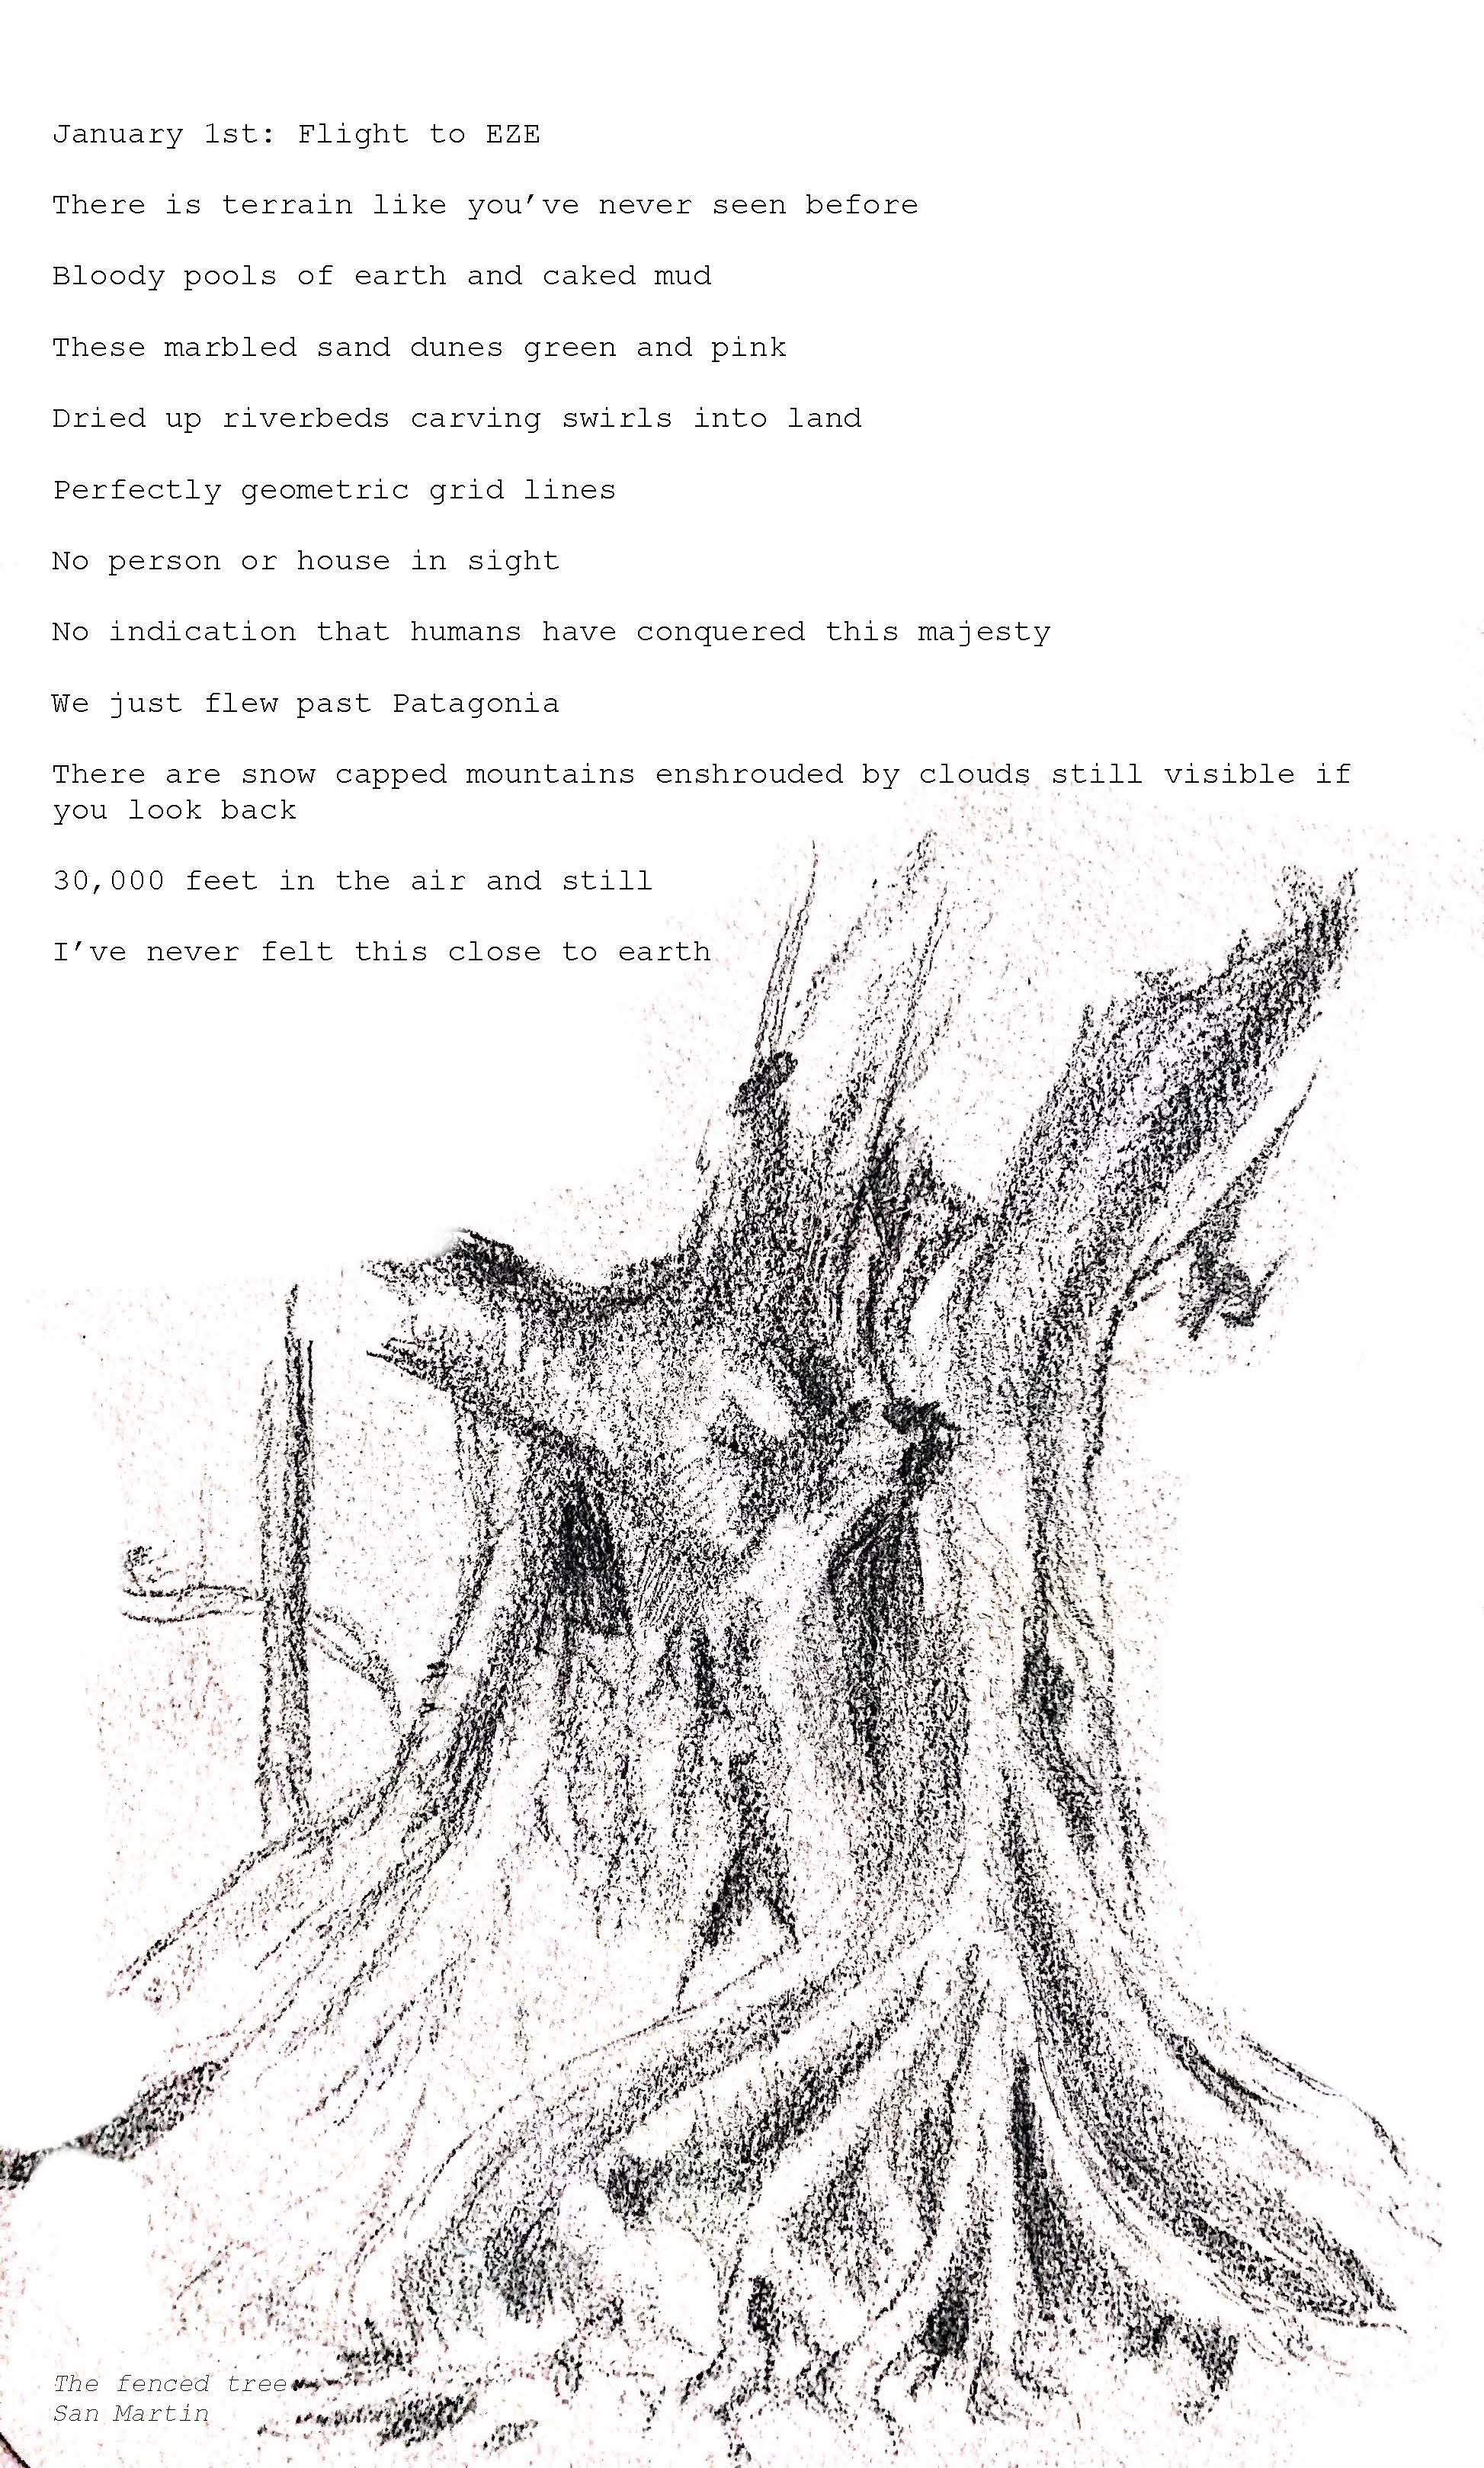 January 1st: Flight to EZE
There is terrain like you’ve never seen before
Bloody pools of earth and caked mud
These marbled sand dunes green and pink
Dried up riverbeds carving swirls into land
Perfectly geometric grid lines
No person or house in sight
No indication that humans have conquered this majesty
We just flew past Patagonia
There are snow capped mountains enshrouded by clouds still visible if
you look back
30,000 feet in the air and still
I’ve never felt this close to earth
The fenced tree
San Martin